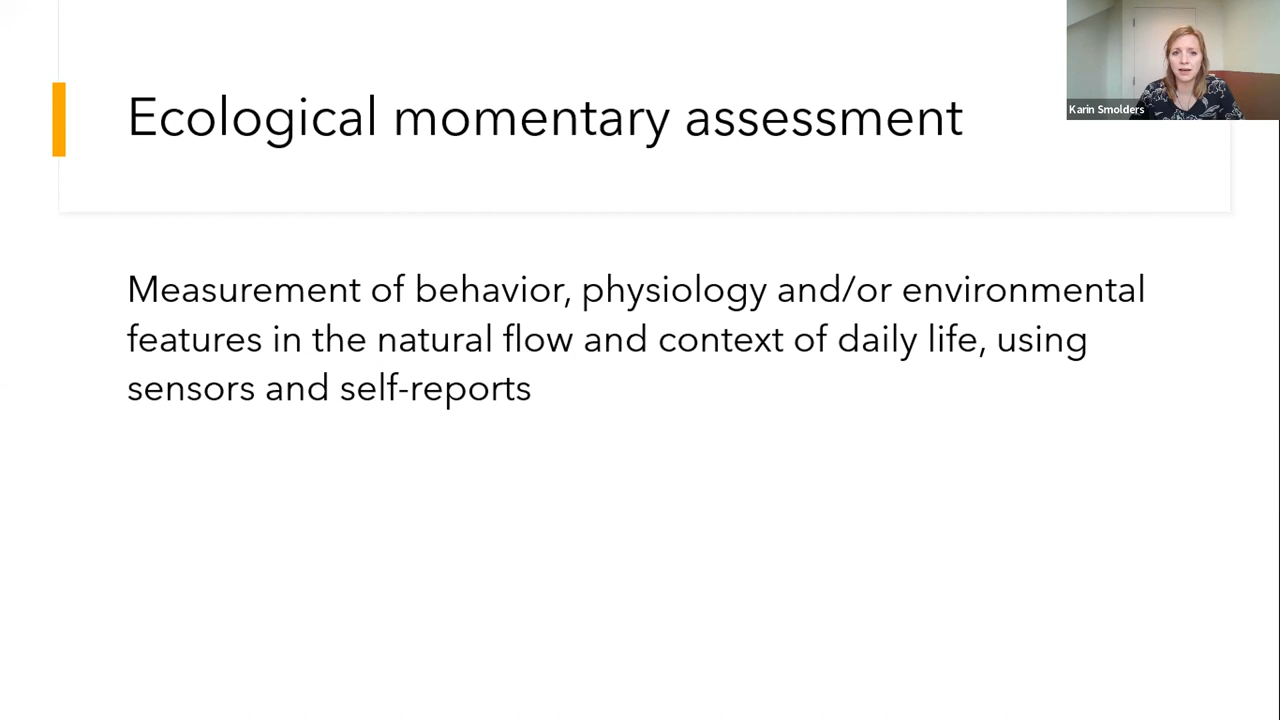 Ecological momentary assessment
Karin Smolders
Measurement of behavior, physiology and/or environmental
features in the natural flow and context of daily life, using
sensors and self-reports